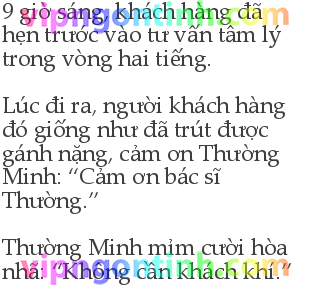 9 giờ sáng, khách hàng đã
hẹn trước vào tư vấn tâm lý
trong vòng hai tiếng.
Lúc đi ra, người khách hàng
đó giống như đã trút được
gánh nặng, cảm ơn Thường
Minh: “Cảm ơn bác sĩ
Thường.”
Thường Minh mỉm cười hòa
nhã: “Không cần khách khí.”
vipngontinh.com
vipngontinh.com